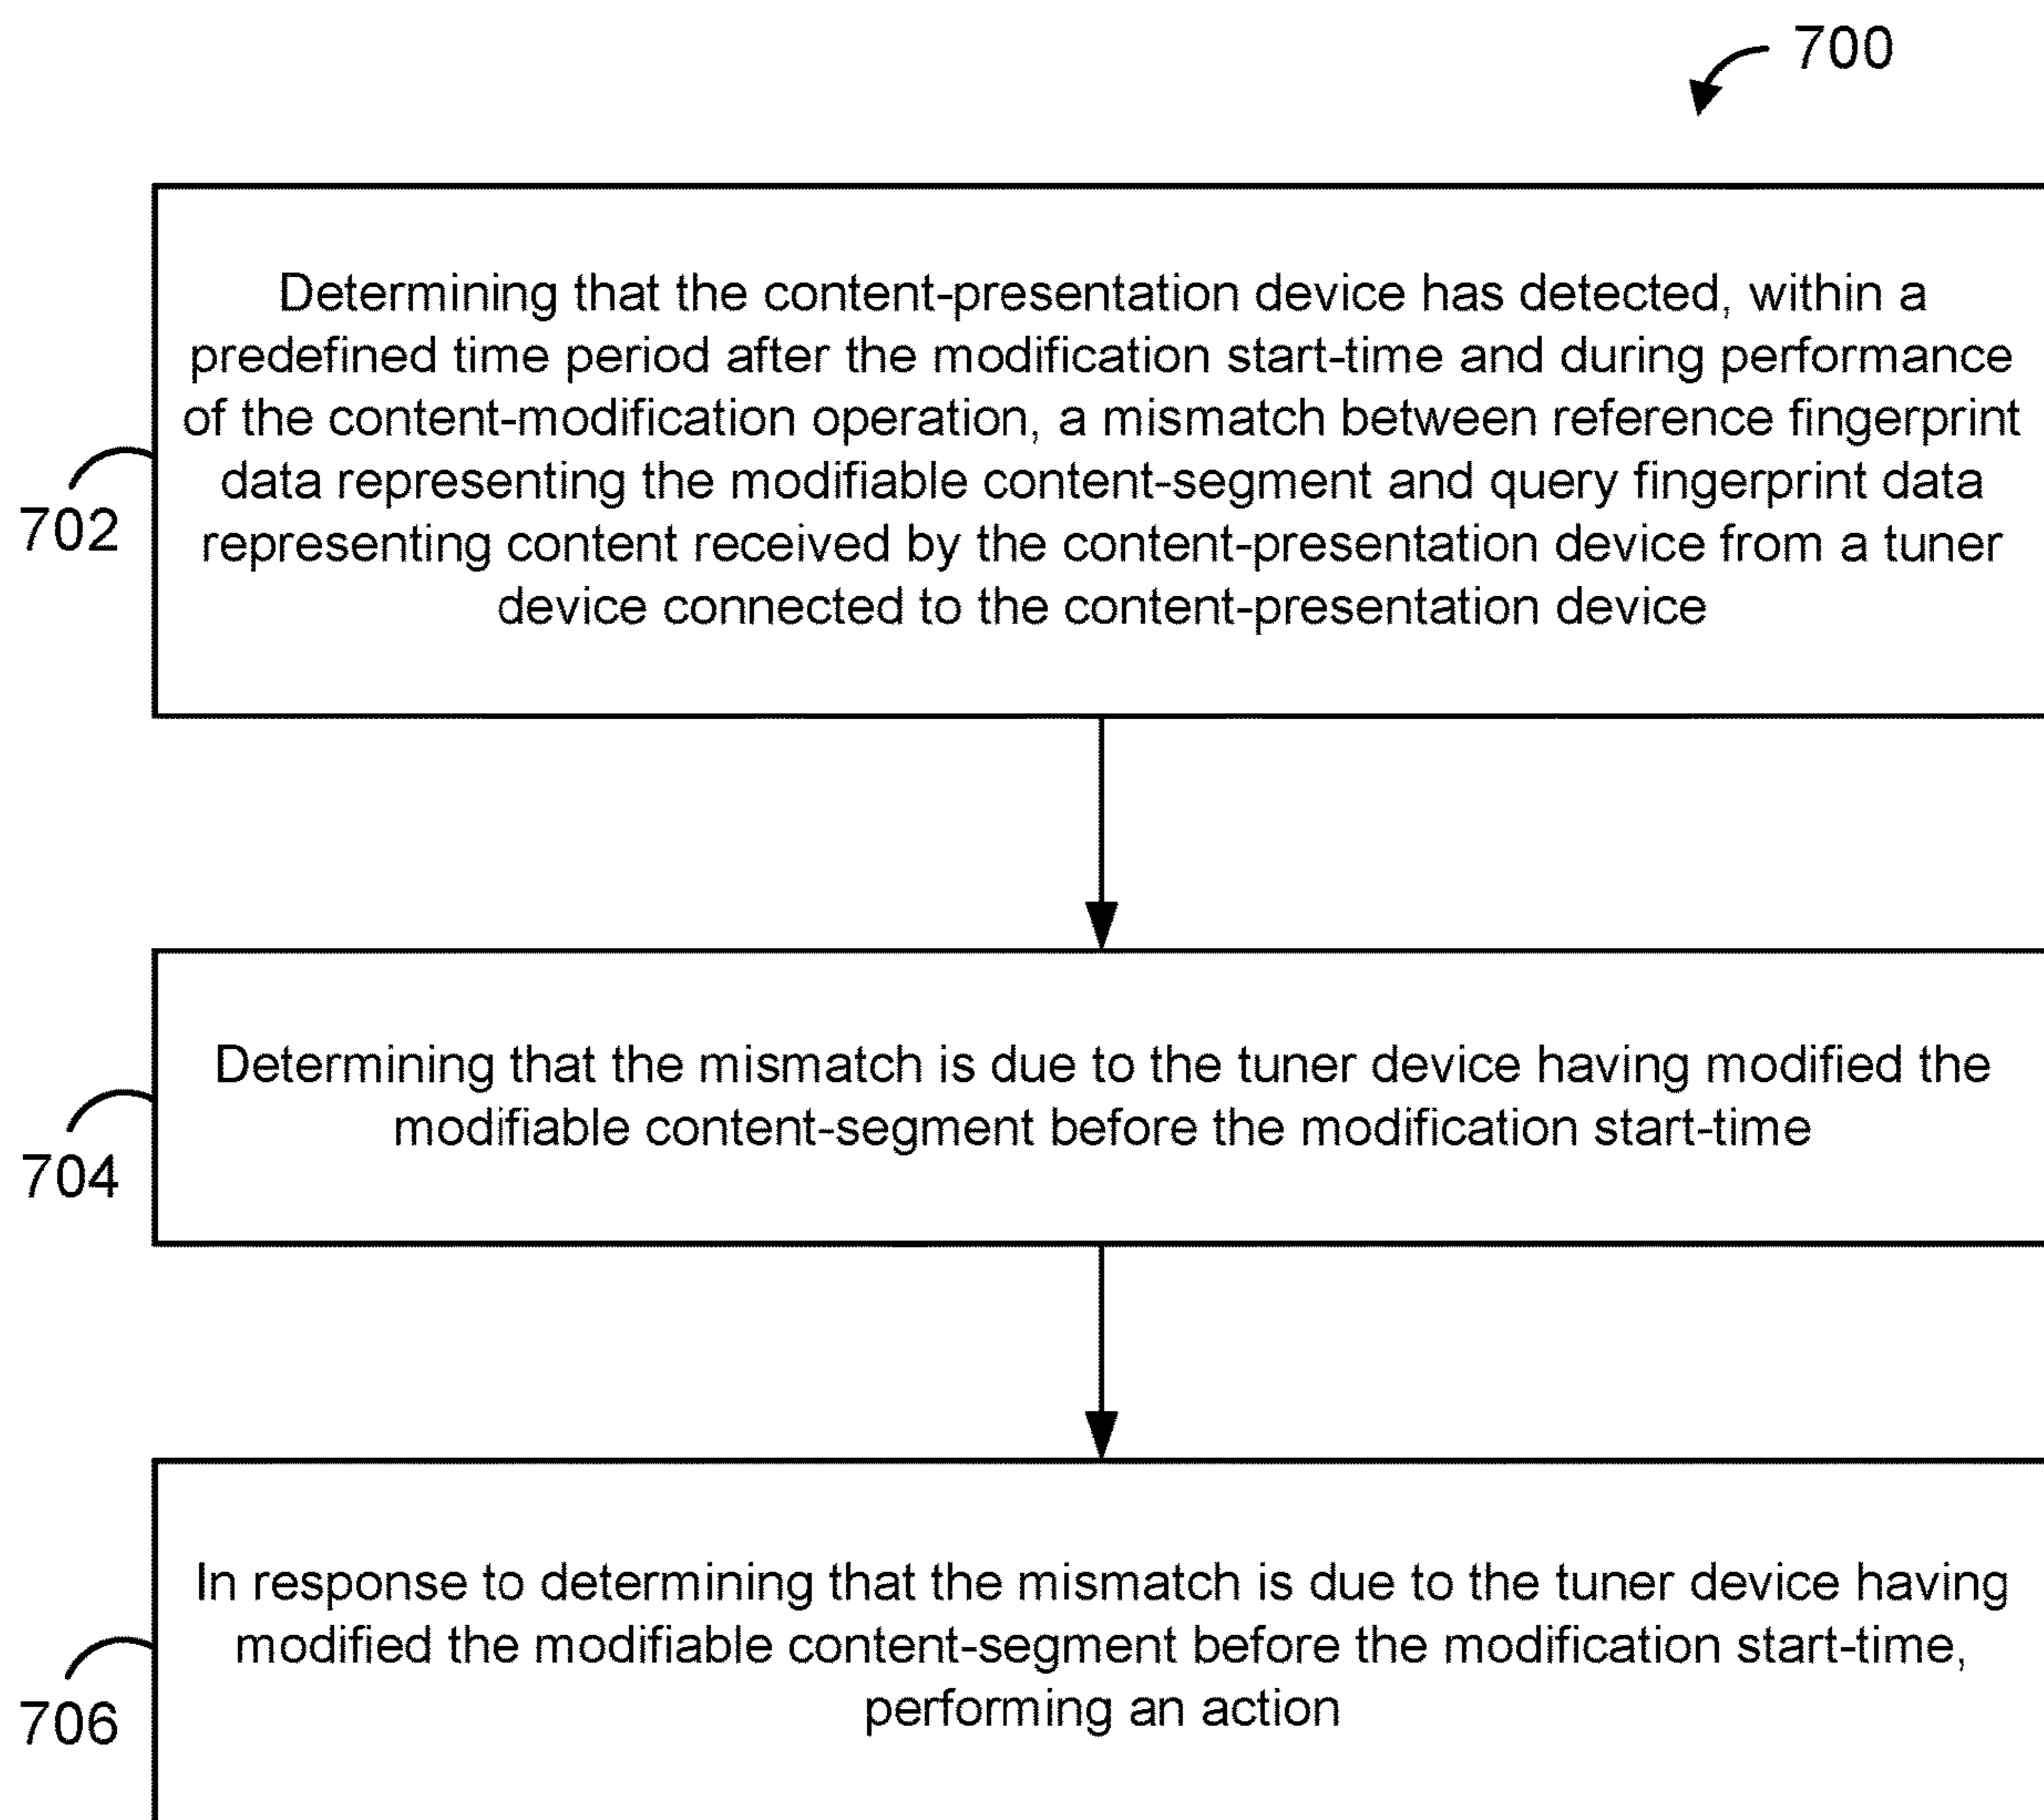 700
Determining that the content-presentation device has detected, within a
predefined time period after the modification start-time and during performance
of the content-modification operation, a mismatch between reference fingerprint
data representing the modifiable content-segment and query fingerprint data
representing content received by the content-presentation device from a tuner
device connected to the content-presentation device
702
Determining that the mismatch is due to the tuner device having modified the
modifiable content-segment before the modification start-time
704
In response to determining that the mismatch is due to the tuner device having
modified the modifiable content-segment before the modification start-time,
performing an action
706